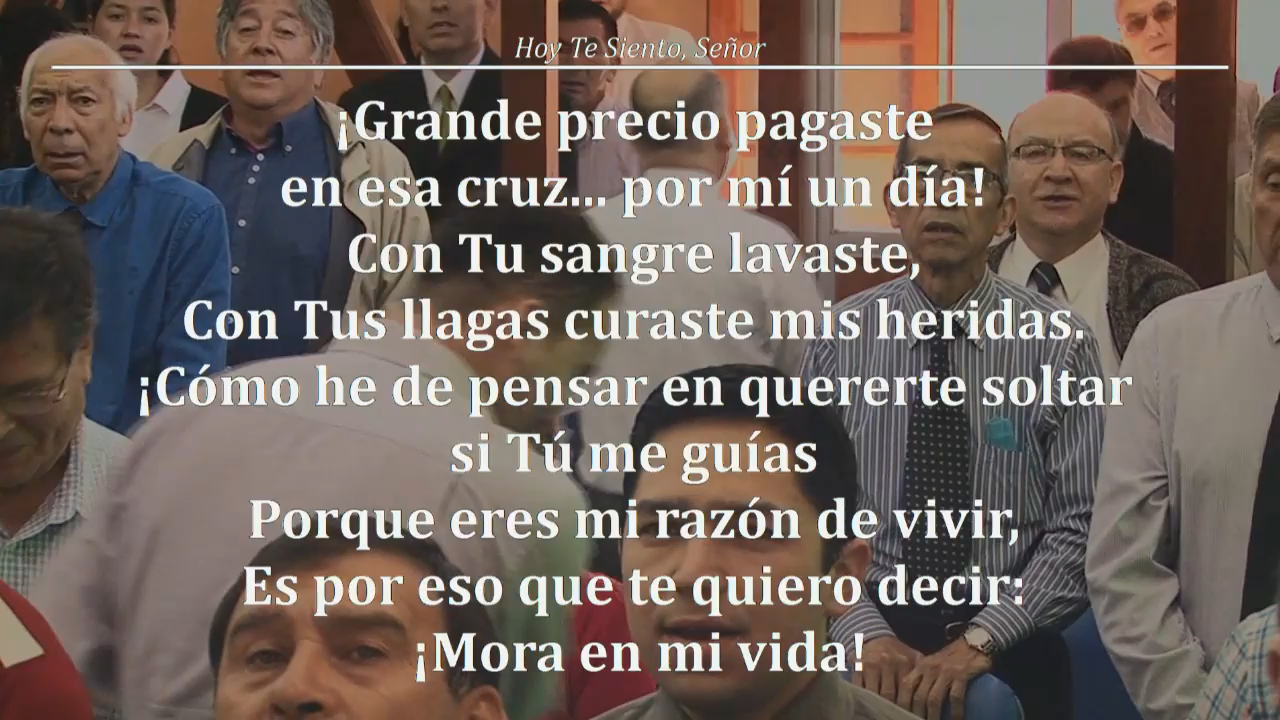 Hoy Te Siento, Señor
¡Grande precio pagaste
en esa cruz... por mí un día!
Con Tu sangre lavaste,
Con Tus llagas curaste mis heridas.
¡Cómo he de pensar en quererte soltar
si Tú me guías
Porque eres mi razón de vivir,
Es por eso que te quiero decir:
¡Mora en mi vida!